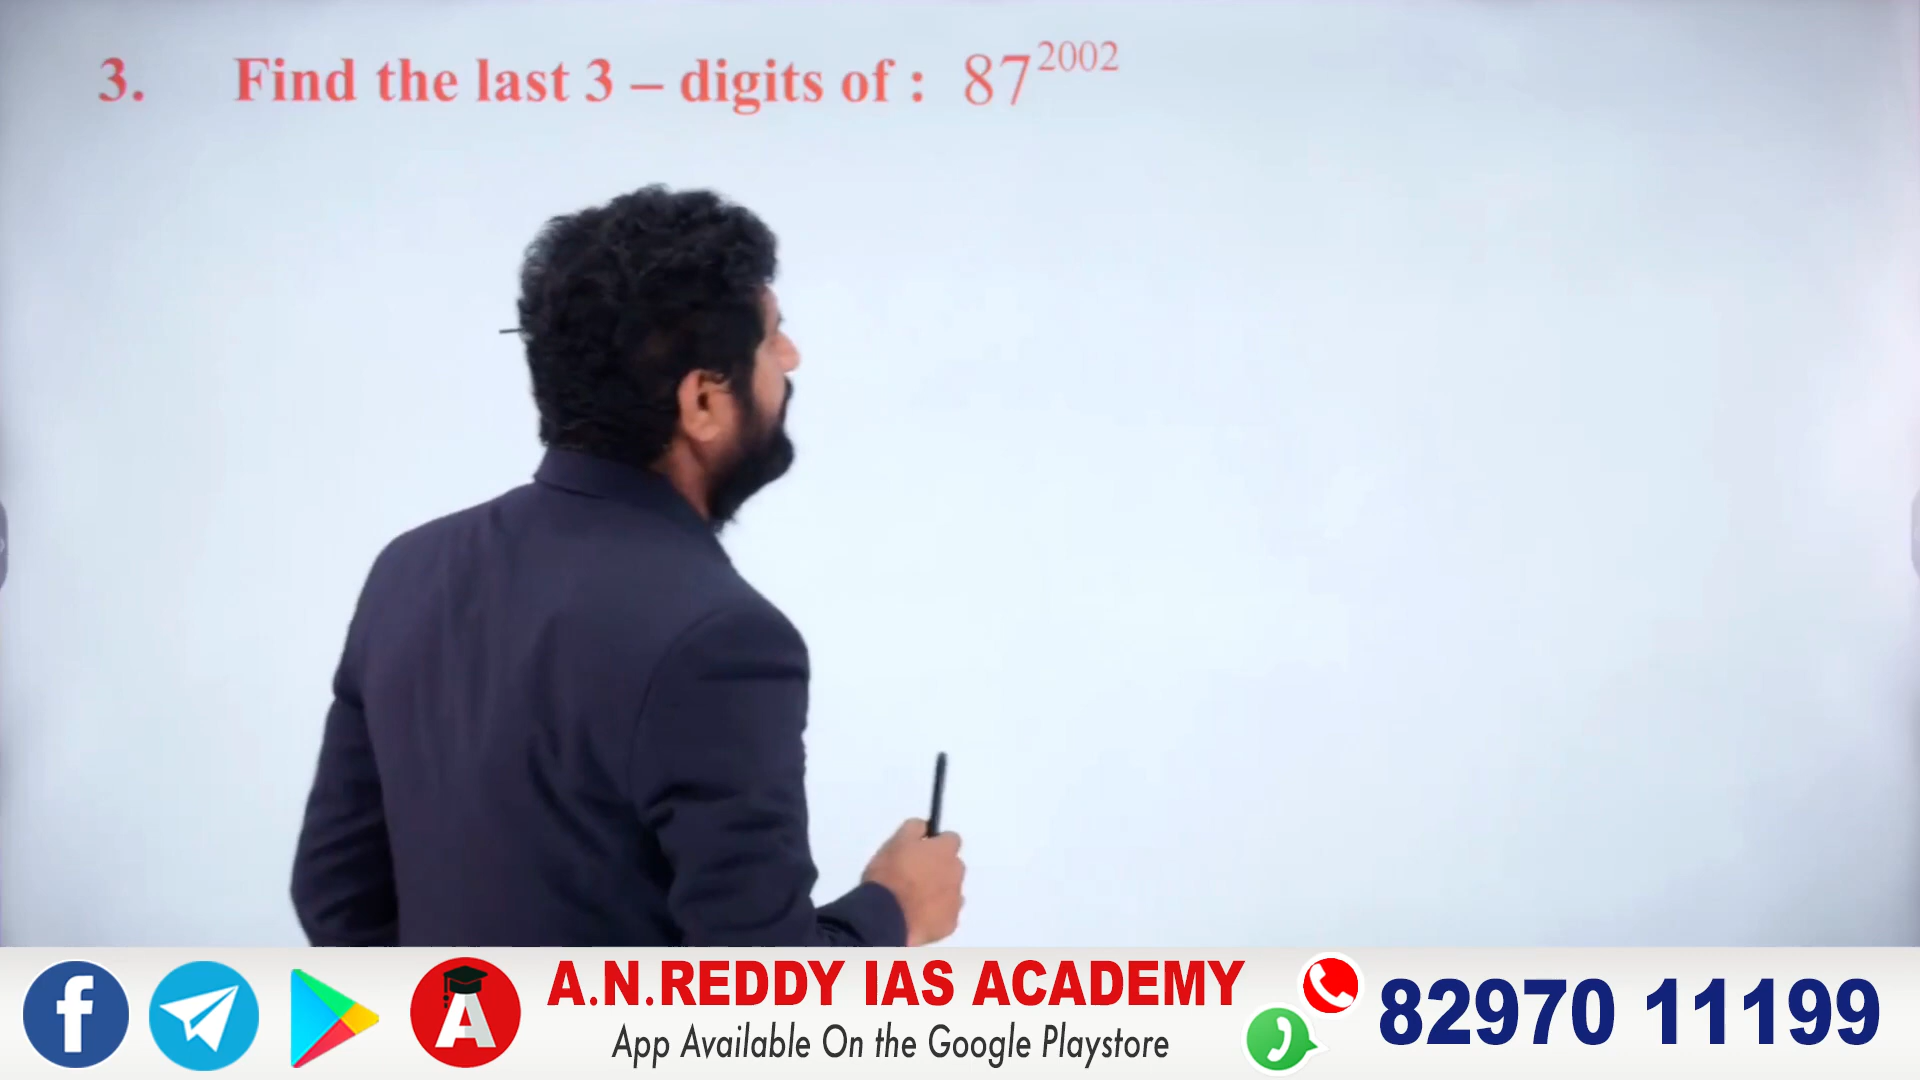 3. Find the last 3 – digits of : 87^2002
A.N.REDDY IAS ACADEMY
App Available On the Google Playstore
82970 11199